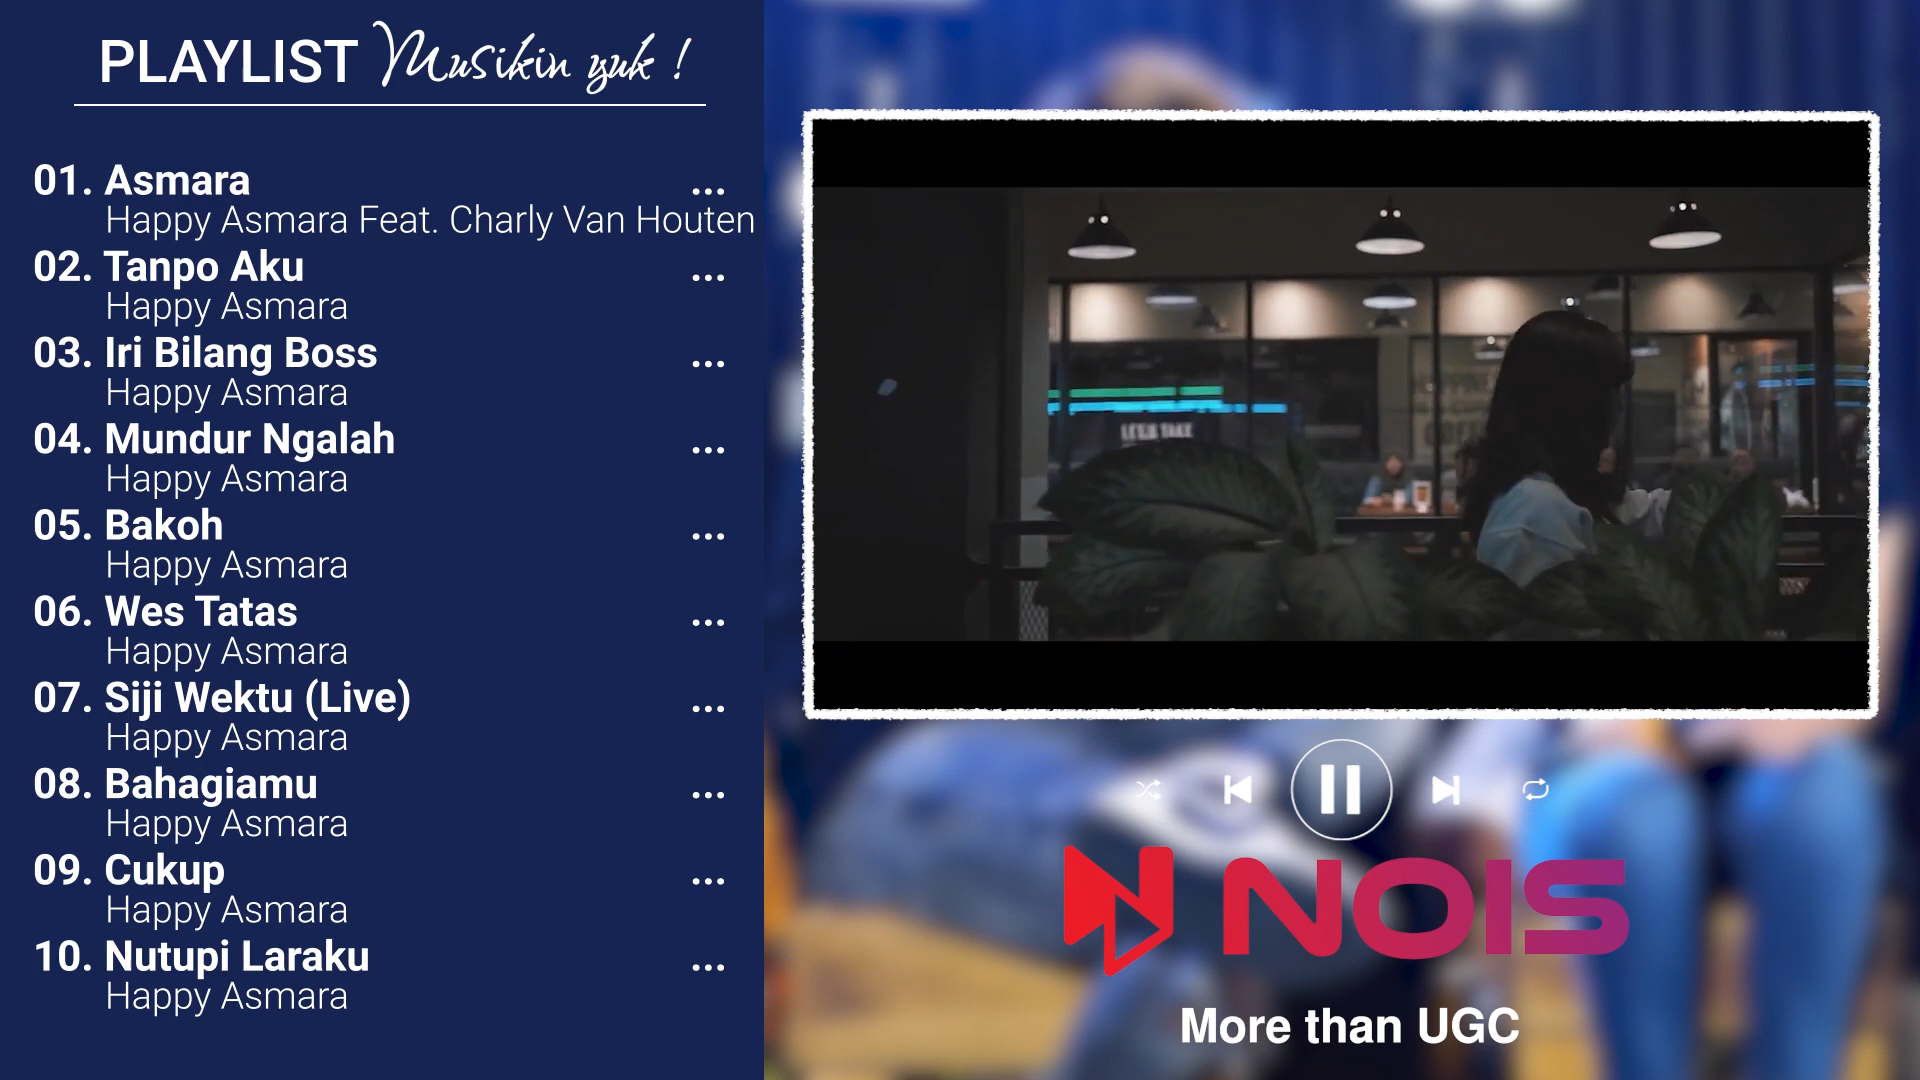 PLAYLIST Musikin yuk !
01. Asmara ...
Happy Asmara Feat. Charly Van Houten
02. Tanpo Aku ...
Happy Asmara
03. Iri Bilang Boss ...
Happy Asmara
04. Mundur Ngalah ...
Happy Asmara
05. Bakoh ...
Happy Asmara
06. Wes Tatas ...
Happy Asmara
07. Siji Wektu (Live) ...
Happy Asmara
08. Bahagiamu ...
Happy Asmara
09. Cukup ...
Happy Asmara
10. Nutupi Laraku ...
Happy Asmara
NOIS
More than UGC